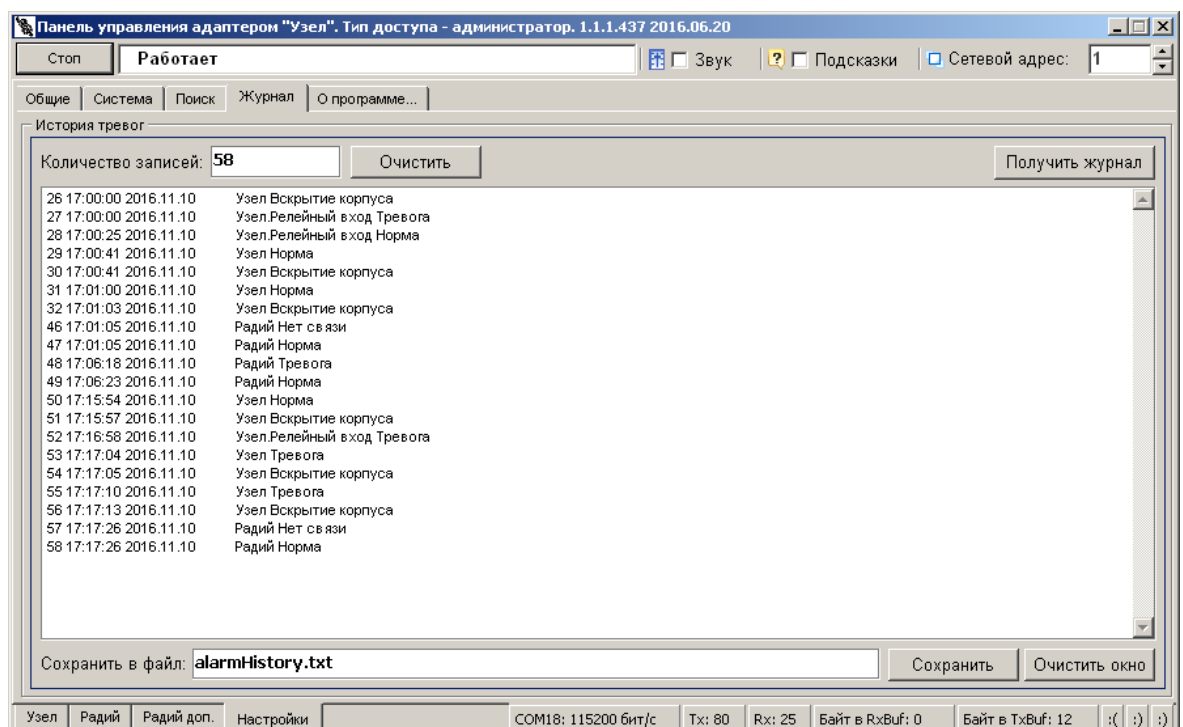 Панель управления адаптером "Узел". Тип доступа - администратор. 1.1.1.437 2016.06.20
Стоп Работает Звук ? Подсказки Сетевой адрес: 1
Общие Система Поиск Журнал О программе...
История тревог
Количество записей: 58 Очистить Получить журнал
26 17:00:00 2016.11.10 Узел Вскрытие корпуса
27 17:00:00 2016.11.10 Узел.Релейный вход Тревога
28 17:00:25 2016.11.10 Узел.Релейный вход Норма
29 17:00:41 2016.11.10 Узел Норма
30 17:00:41 2016.11.10 Узел Вскрытие корпуса
31 17:01:00 2016.11.10 Узел Норма
32 17:01:03 2016.11.10 Узел Вскрытие корпуса
46 17:01:05 2016.11.10 Радий Нет связи
47 17:01:05 2016.11.10 Радий Норма
48 17:06:18 2016.11.10 Радий Тревога
49 17:06:23 2016.11.10 Радий Норма
50 17:15:54 2016.11.10 Узел Норма
51 17:15:57 2016.11.10 Узел Вскрытие корпуса
52 17:16:58 2016.11.10 Узел.Релейный вход Тревога
53 17:17:04 2016.11.10 Узел Тревога
54 17:17:05 2016.11.10 Узел Вскрытие корпуса
55 17:17:10 2016.11.10 Узел Тревога
56 17:17:13 2016.11.10 Узел Вскрытие корпуса
57 17:17:26 2016.11.10 Радий Нет связи
58 17:17:26 2016.11.10 Радий Норма
Сохранить в файл: alarmHistory.txt Сохранить Очистить окно
Узел Радий Радий доп. Настройки COM18: 115200 бит/с Tx: 80 Rx: 25 Байт в RxBuf: 0 Байт в TxBuf: 12 :( :) :)